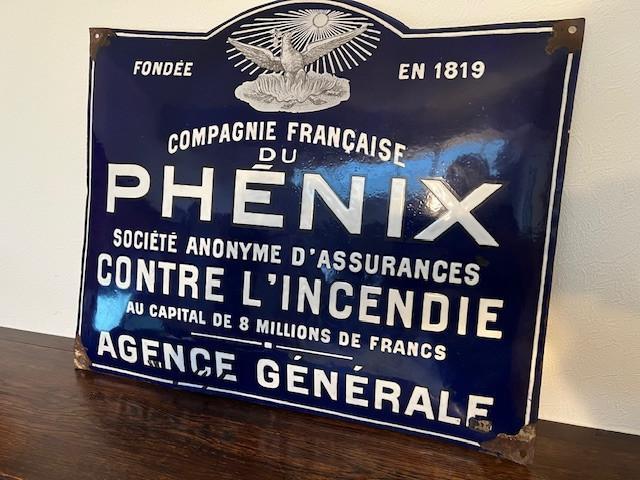 FONDÉE EN 1819
COMPAGNIE FRANÇAISE
DU
PHÉNIX
SOCIÉTÉ ANONYME D'ASSURANCES
CONTRE L'INCENDIE
AU CAPITAL DE 8 MILLIONS DE FRANCS
AGENCE GÉNÉRALE